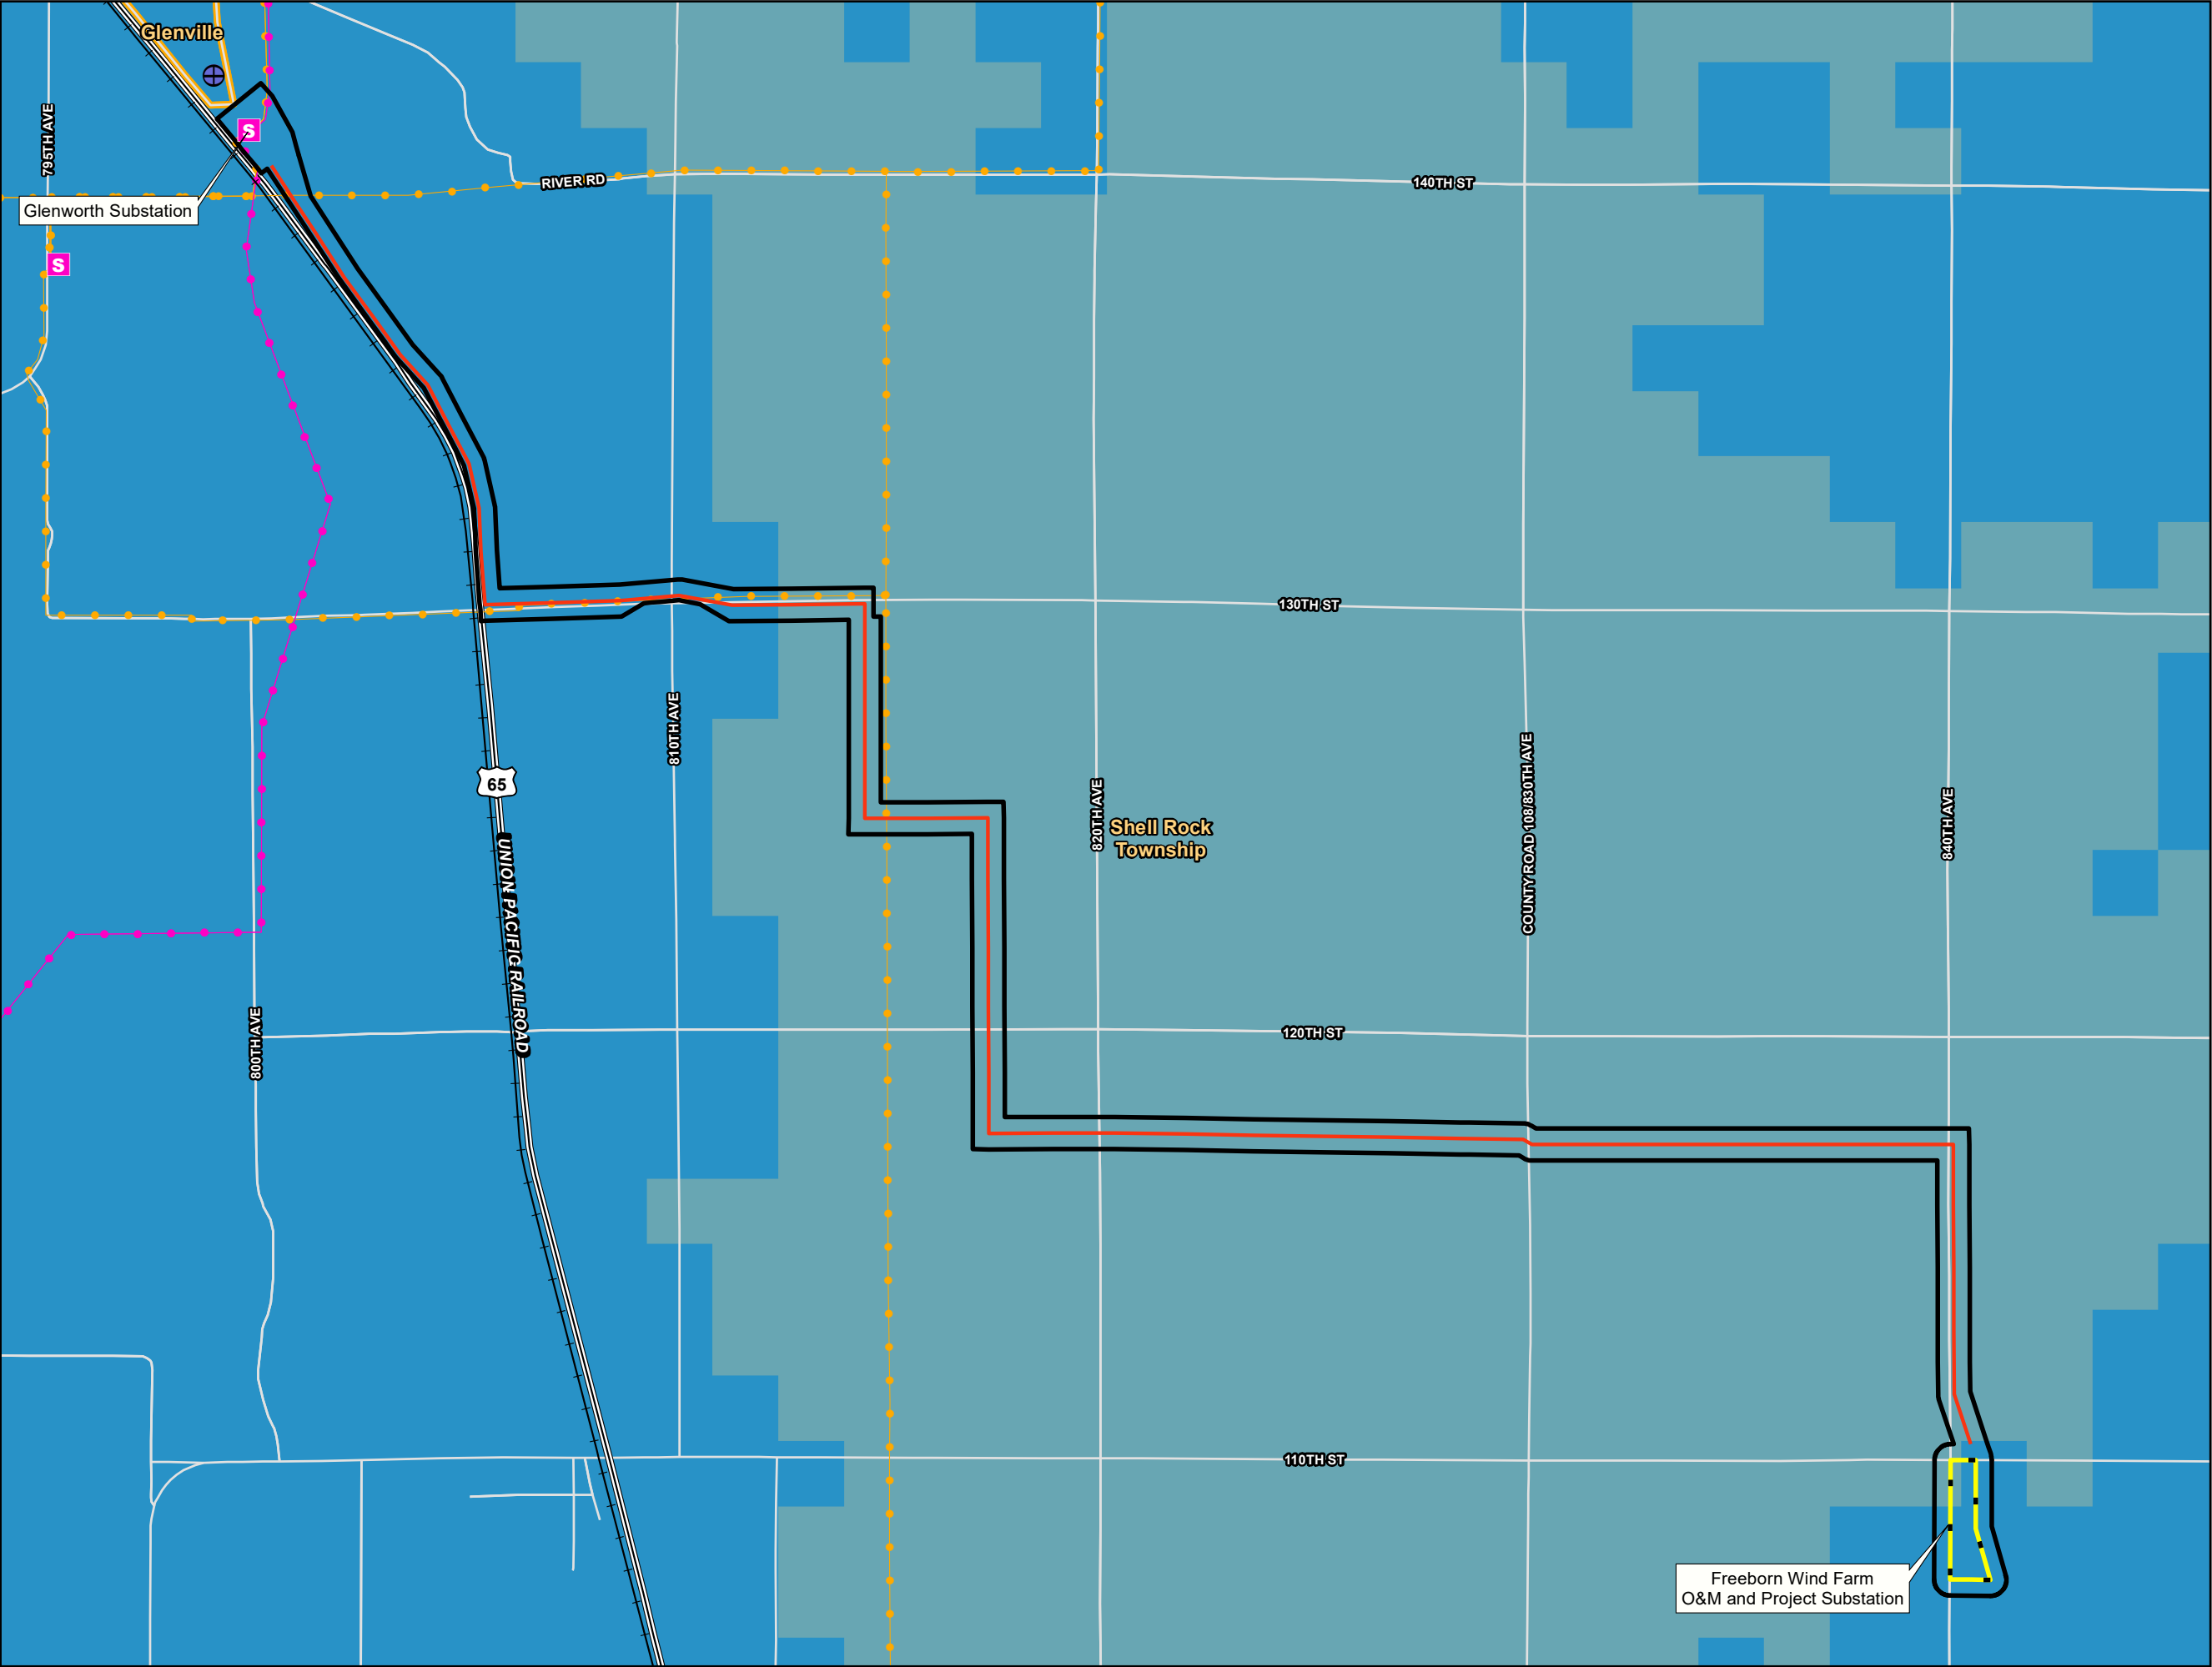 Glenville
795TH AVE
S
RIVER RD
140TH ST
Glenworth Substation
S
130TH ST
810TH AVE
65
820TH AVE
Shell Rock
Township
COUNTY ROAD 108/830TH AVE
840TH AVE
UNION PACIFIC RAILROAD
800TH AVE
120TH ST
110TH ST
Freeborn Wind Farm
O&M and Project Substation